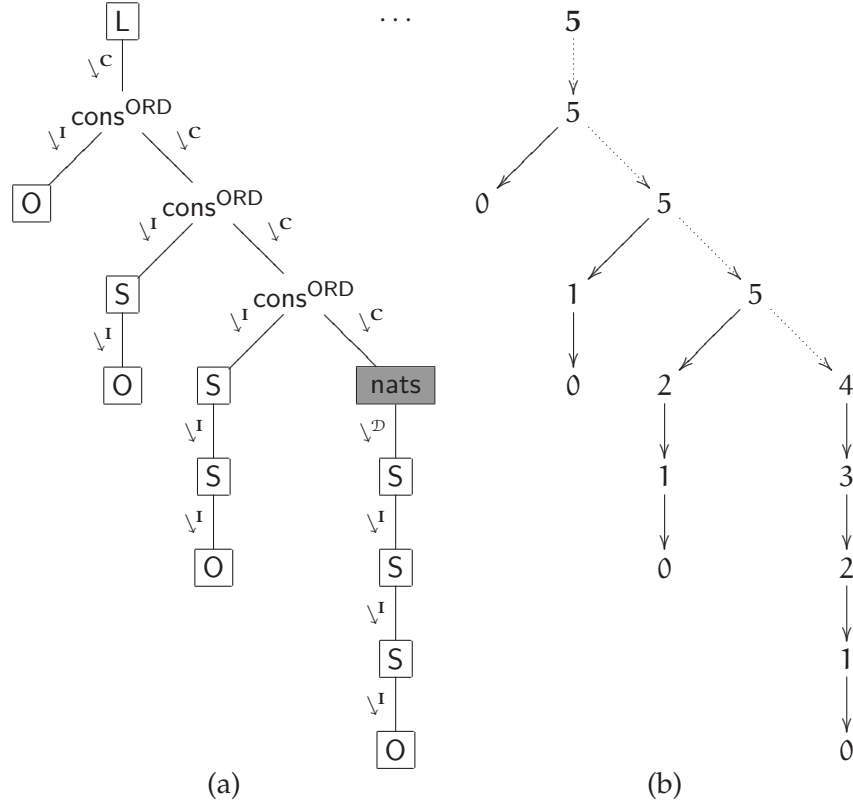 L ... 5
↘C
cons^ORD 5
↘I ↘C
O cons^ORD 0 5
↘I ↘C
S cons^ORD 1 5
↘I ↘I ↘C
O S nats 0 2 4
↘I ↘𝒟
S S 1 3
↘I ↘I
O S 0 2
↘I
S 1
↘I
O 0
(a) (b)